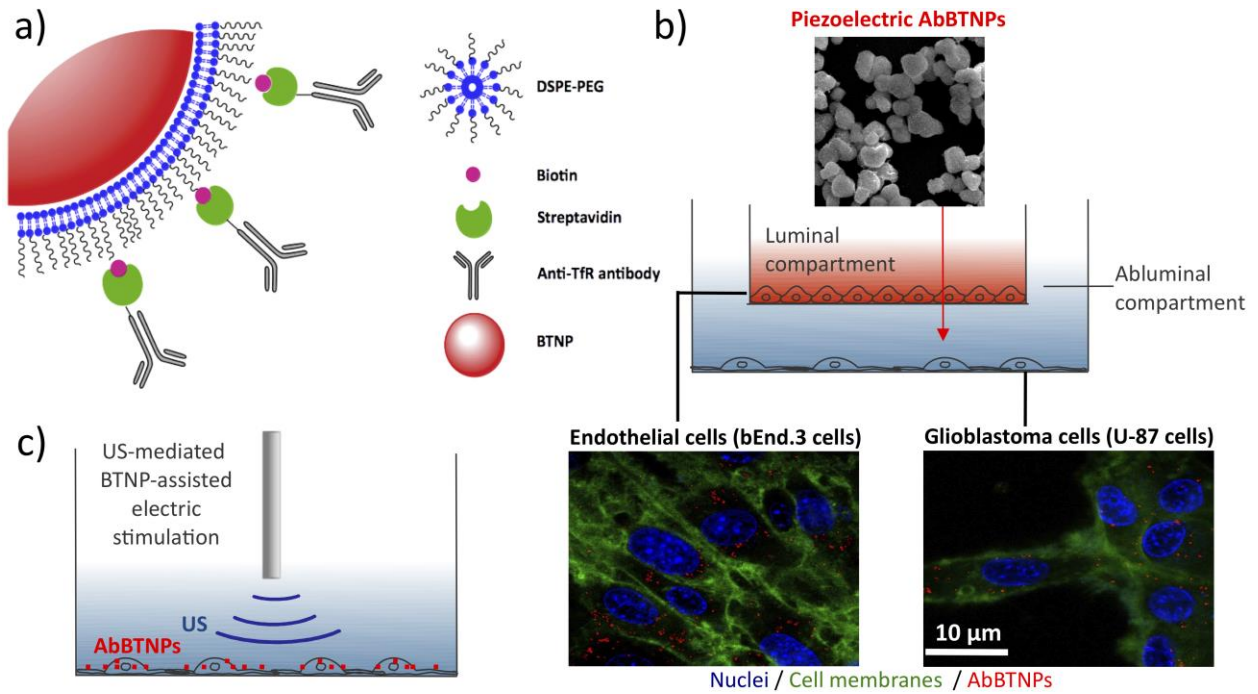 a)
DSPE-PEG
Biotin
Streptavidin
Anti-TfR antibody
BTNP
b)
Piezoelectric AbBTNPs
Luminal
compartment
Abluminal
compartment
Endothelial cells (bEnd.3 cells)
Glioblastoma cells (U-87 cells)
10 µm
Nuclei / Cell membranes / AbBTNPs
c)
US-mediated
BTNP-assisted
electric
stimulation
US
AbBTNPs